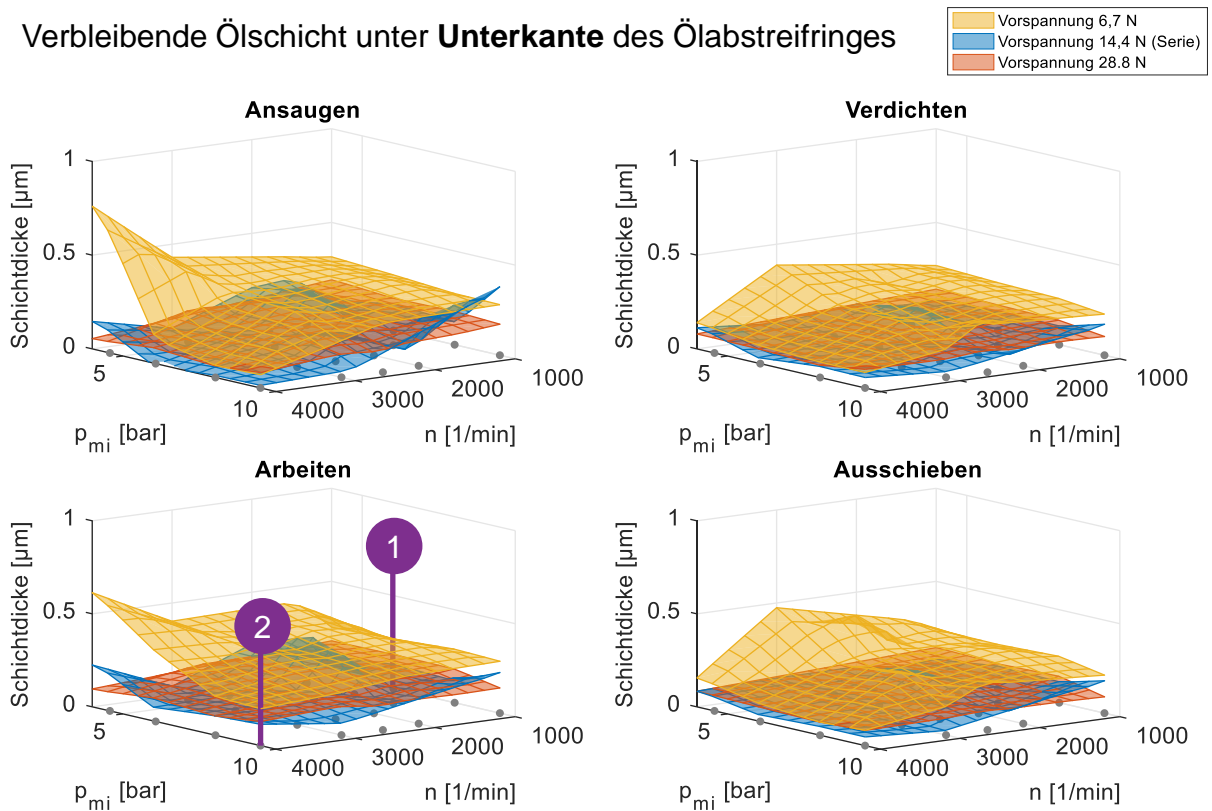 Verbleibende Ölschicht unter Unterkante des Ölabstreifringes
Vorspannung 6,7 N
Vorspannung 14,4 N (Serie)
Vorspannung 28.8 N
Ansaugen
Schichtdicke [µm]
1
0.5
0
5
10
p_mi [bar]
4000
3000
2000
1000
n [1/min]
Verdichten
Schichtdicke [µm]
1
0.5
0
5
10
p_mi [bar]
4000
3000
2000
1000
n [1/min]
Arbeiten
Schichtdicke [µm]
1
0.5
0
5
10
p_mi [bar]
4000
3000
2000
1000
n [1/min]
1
2
Ausschieben
Schichtdicke [µm]
1
0.5
0
5
10
p_mi [bar]
4000
3000
2000
1000
n [1/min]